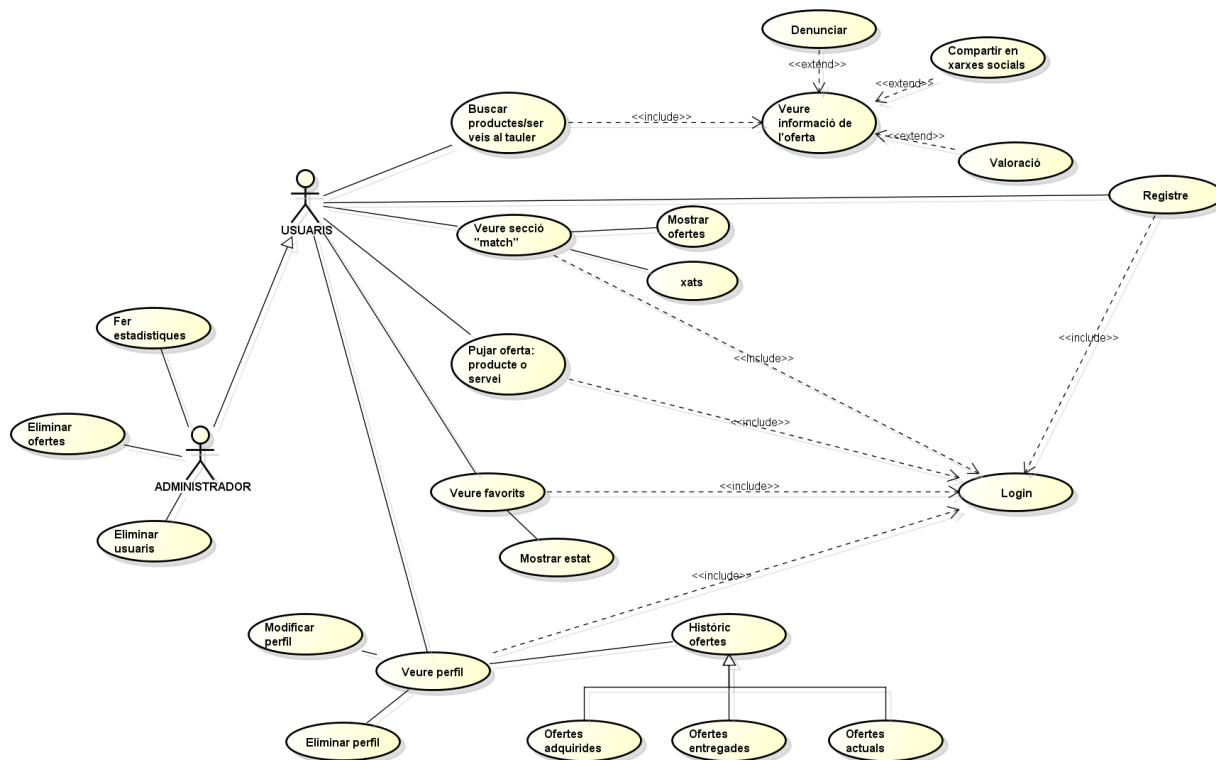 Denunciar
Compartir en
xarxes socials
<<extend>>
<<extend>>
Buscar
productes/ser
veis al tauler
<<include>>
Veure
informació de
l'oferta
<<extend>>
Valoració
USUARIS
Registre
Veure secció
"match"
Mostrar
ofertes
xats
Fer
estadístiques
Pujar oferta:
producte o
servei
<<include>>
<<include>>
<<include>>
Eliminar
ofertes
ADMINISTRADOR
Veure favorits
<<include>>
Login
Eliminar
usuaris
Mostrar estat
<<include>>
Modificar
perfil
Históric
ofertes
Veure perfil
Eliminar perfil
Ofertes
adquirides
Ofertes
entregades
Ofertes
actuals